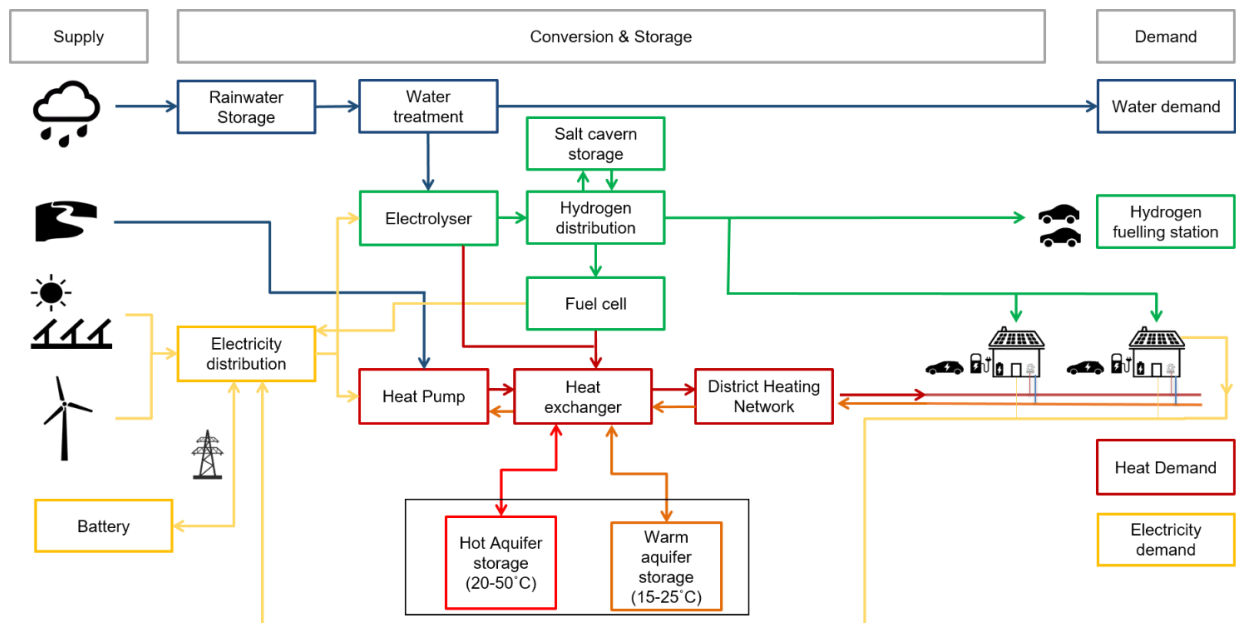 Supply
Conversion & Storage
Demand
Rainwater
Storage
Water
treatment
Water demand
Salt cavern
storage
Electrolyser
Hydrogen
distribution
Hydrogen
fuelling station
Fuel cell
Electricity
distribution
Heat Pump
Heat
exchanger
District Heating
Network
Heat Demand
Battery
Hot Aquifer
storage
(20-50˚C)
Warm
aquifer
storage
(15-25˚C)
Electricity
demand